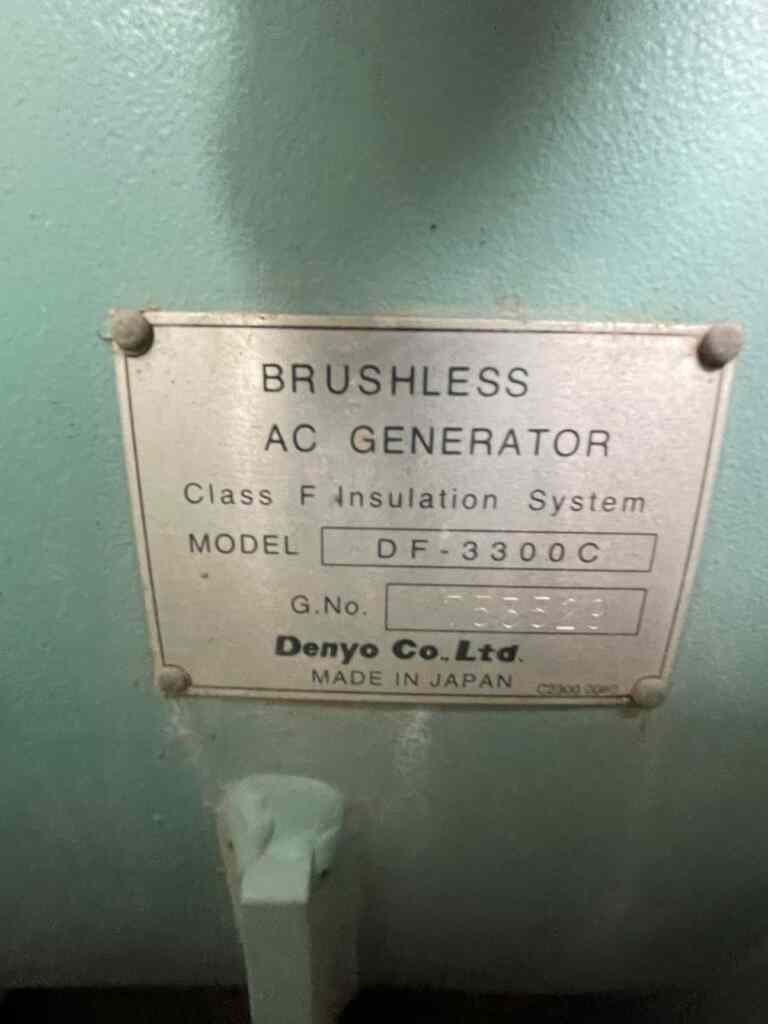 BRUSHLESS
AC GENERATOR
Class F Insulation System
MODEL DF-3300C
G.No.
Denyo Co., Ltd.
MADE IN JAPAN